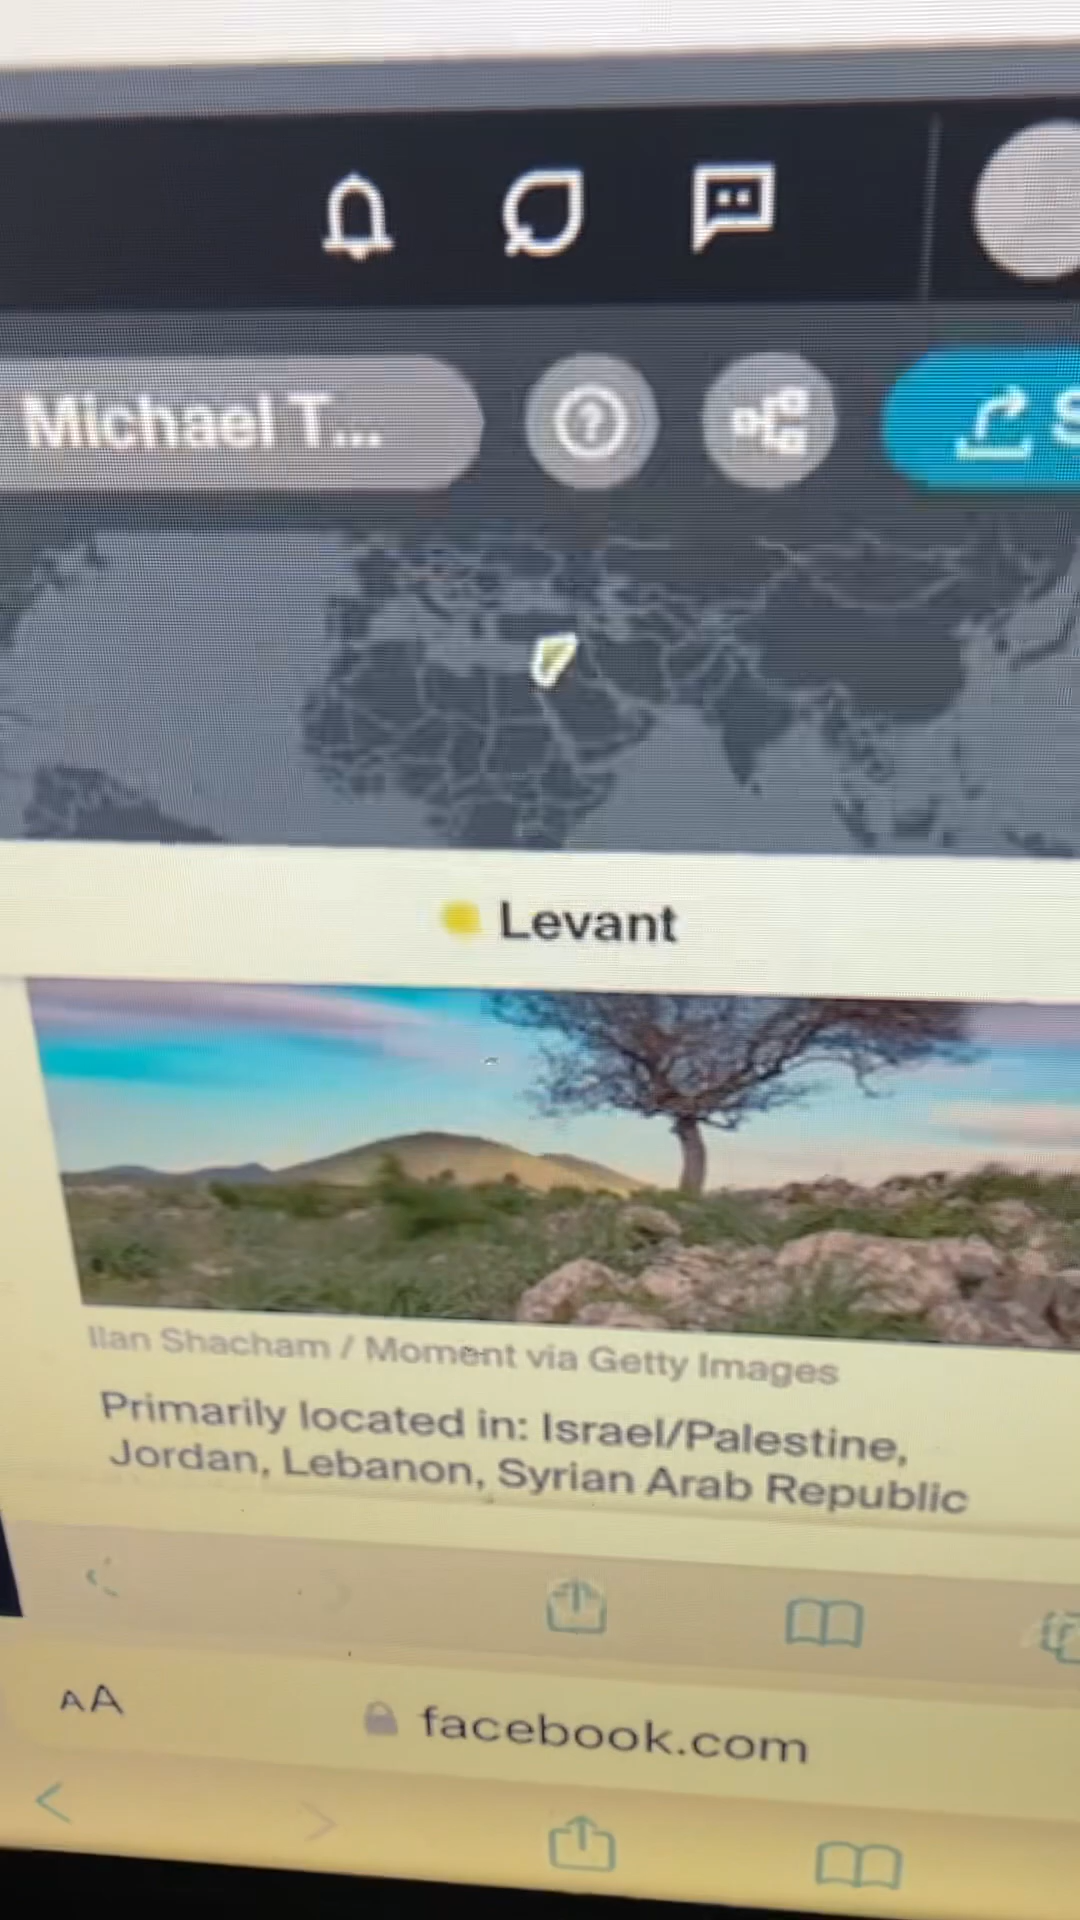 Michael T...
S
Levant
Ilan Shacham / Moment via Getty Images
Primarily located in: Israel/Palestine,
Jordan, Lebanon, Syrian Arab Republic
AA
facebook.com